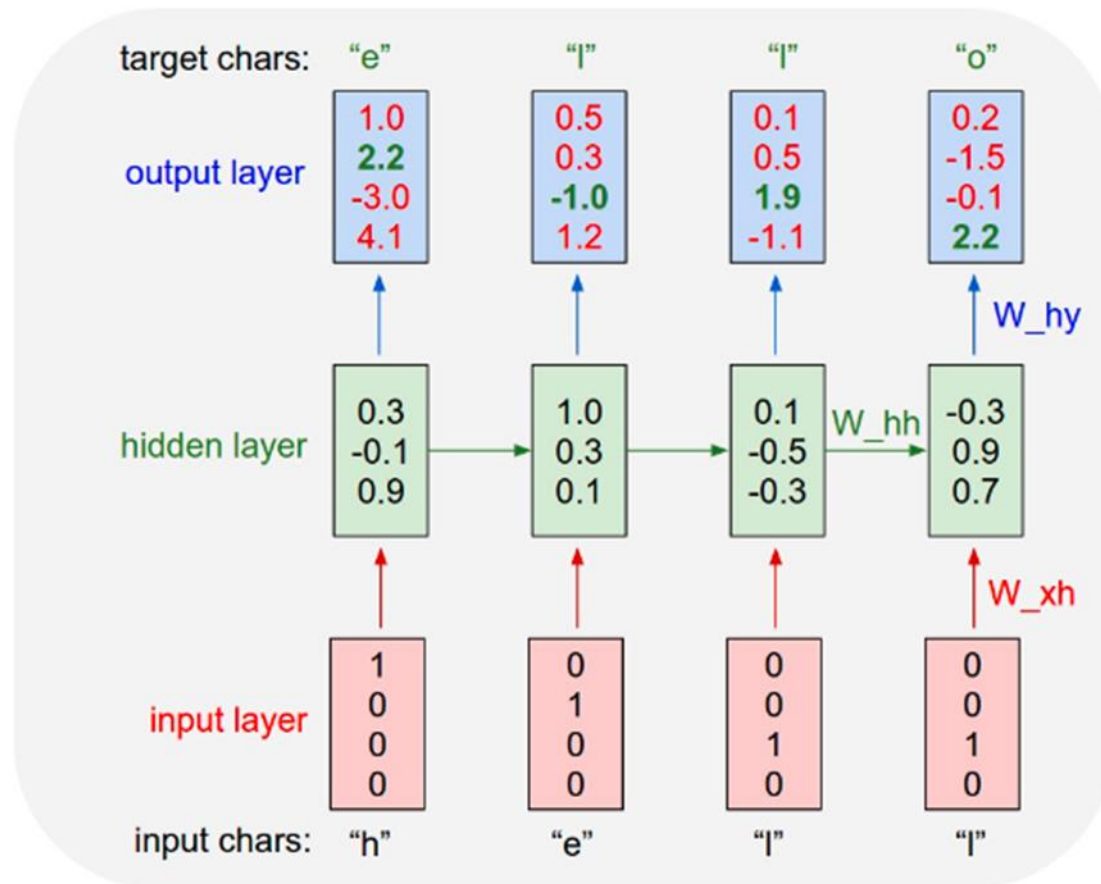 target chars: “e” “l” “l” “o”
1.0 0.5 0.1 0.2
2.2 0.3 0.5 -1.5
output layer
-3.0 -1.0 1.9 -0.1
4.1 1.2 -1.1 2.2
W_hy
0.3 1.0 0.1 -0.3
W_hh
hidden layer -0.1 0.3 -0.5 0.9
0.9 0.1 -0.3 0.7
W_xh
1 0 0 0
0 1 0 0
input layer
0 0 1 1
0 0 0 0
input chars: “h” “e” “l” “l”